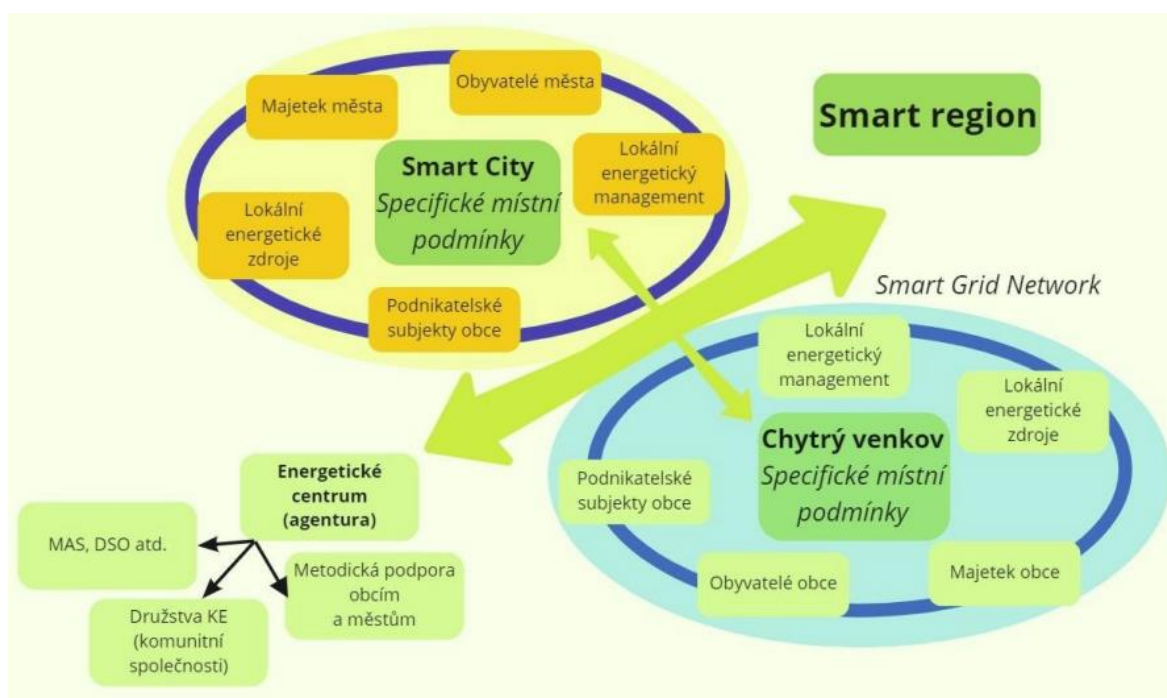 Obyvatelé města
Majetek města
Smart City
Specifické místní
podmínky
Lokální
energetický
management
Lokální
energetické
zdroje
Podnikatelské
subjekty obce
Smart region
Smart Grid Network
Lokální
energetický
management
Lokální
energetické
zdroje
Chytrý venkov
Specifické místní
podmínky
Podnikatelské
subjekty obce
Obyvatelé obce
Majetek obce
Energetické
centrum
(agentura)
MAS, DSO atd.
Metodická podpora
obcím
a městům
Družstva KE
(komunitní
společnosti)